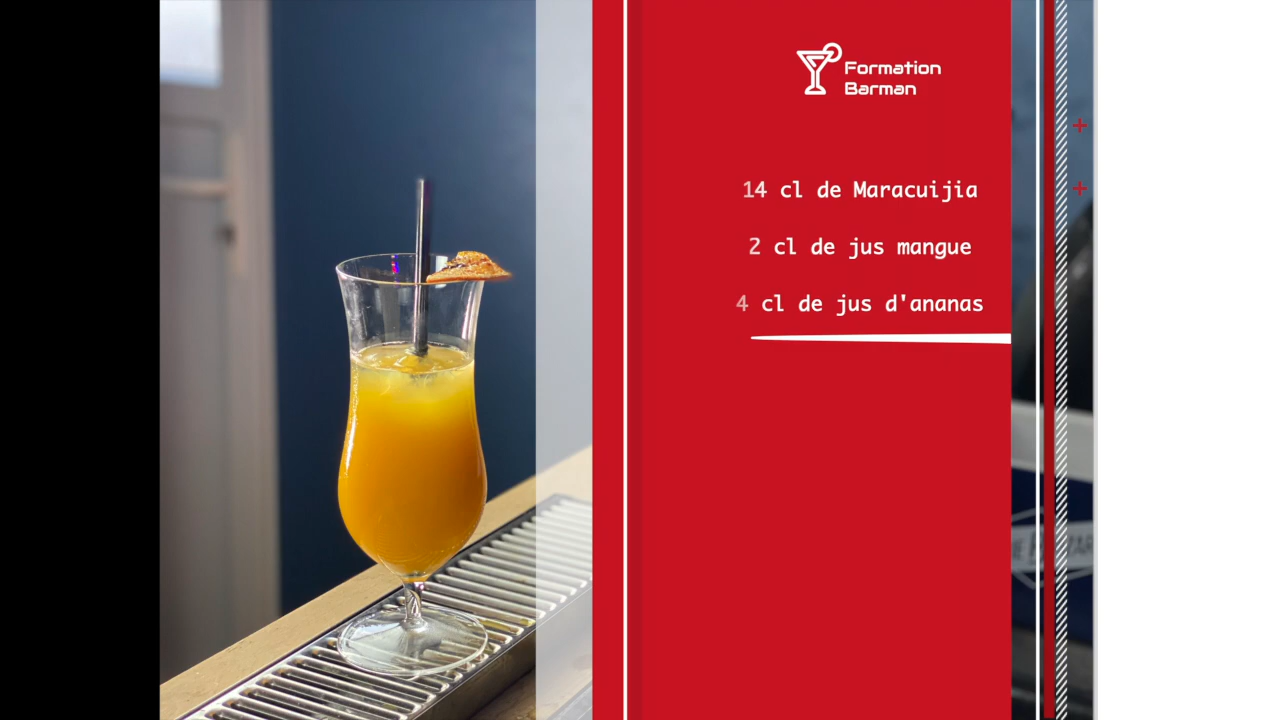 Formation
Barman
14 cl de Maracuijia
2 cl de jus mangue
4 cl de jus d'ananas